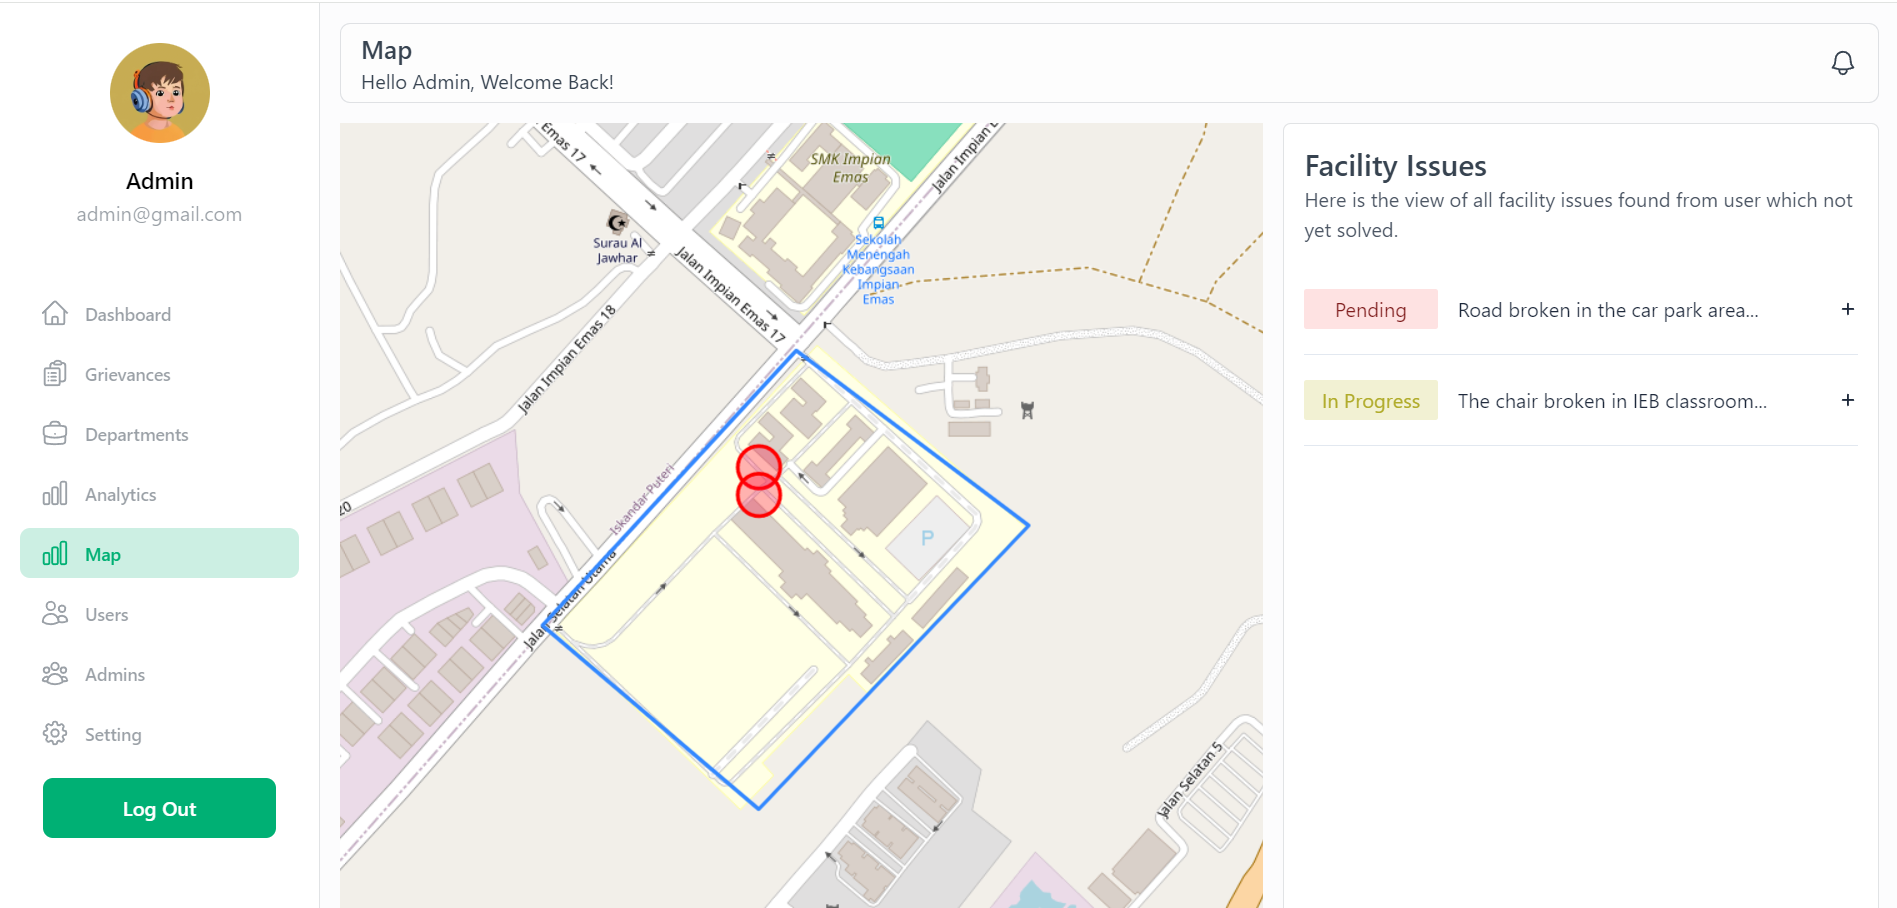 Admin
admin@gmail.com
Dashboard
Grievances
Departments
Analytics
Map
Users
Admins
Setting
Log Out
Map
Hello Admin, Welcome Back!
Emas 17
SMK Impian
Emas
Jalan Impian E
Surau Al
Jawhar
Sekolah
Menengah
Kebangsaan
Impian
Emas
Jalan Impian Emas 17
Jalan Impian Emas 18
20
Iskandar Puteri
P
Jalan Selatan Utama
Jalan Selatan 5
Facility Issues
Here is the view of all facility issues found from user which not
yet solved.
Pending
Road broken in the car park area...
+
In Progress
The chair broken in IEB classroom...
+